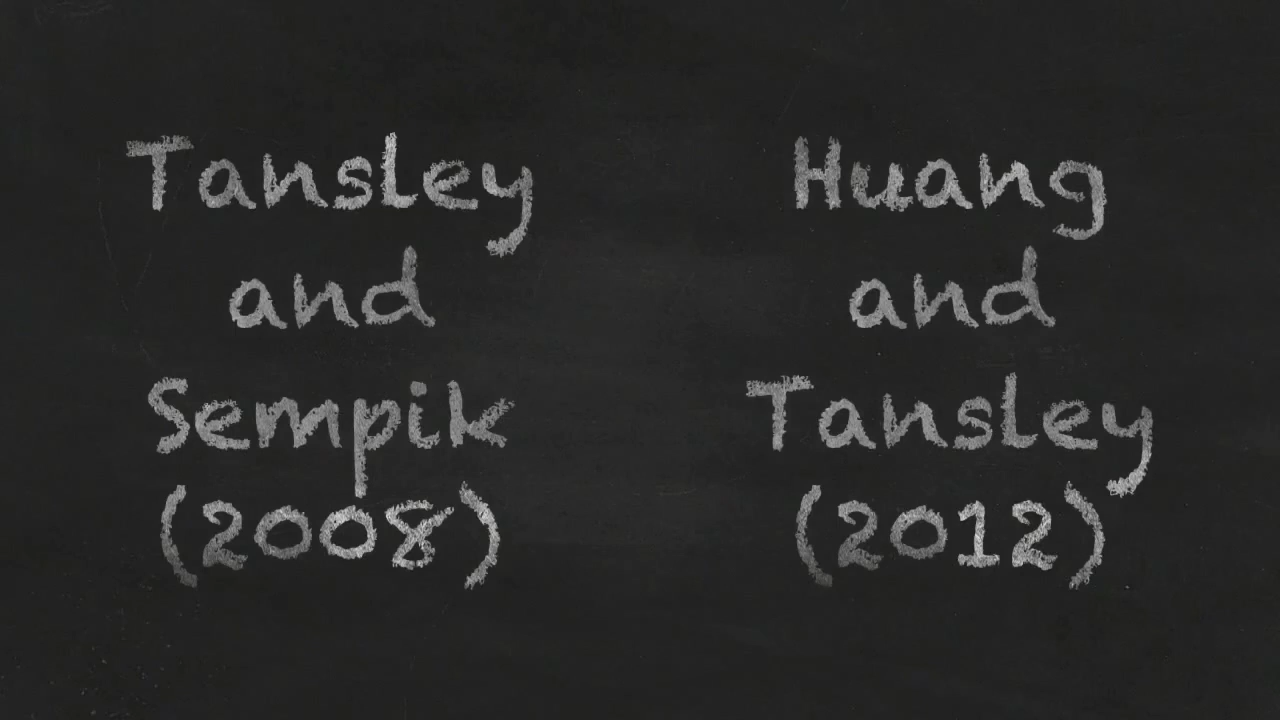 Tansley
and
Sempik
(2008)
Huang
and
Tansley
(2012)